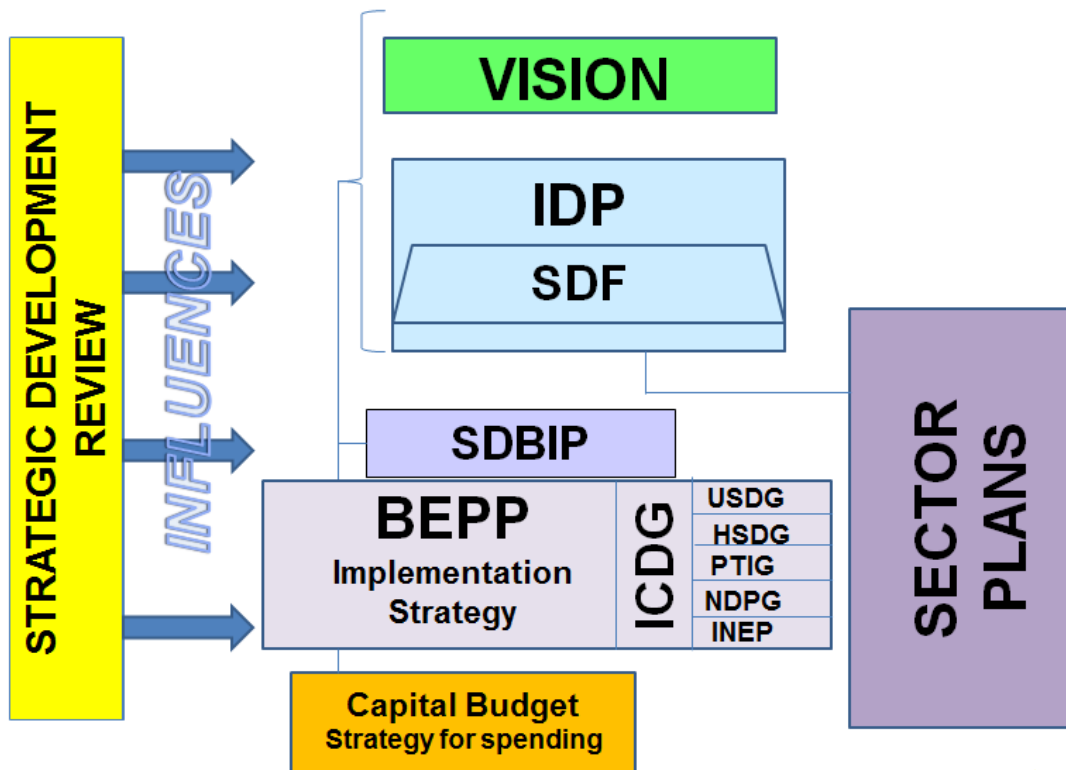 STRATEGIC DEVELOPMENT
REVIEW
INFLUENCES
VISION
IDP
SDF
SDBIP
BEPP
Implementation
Strategy
ICDG
USDG
HSDG
PTIG
NDPG
INEP
Capital Budget
Strategy for spending
SECTOR
PLANS